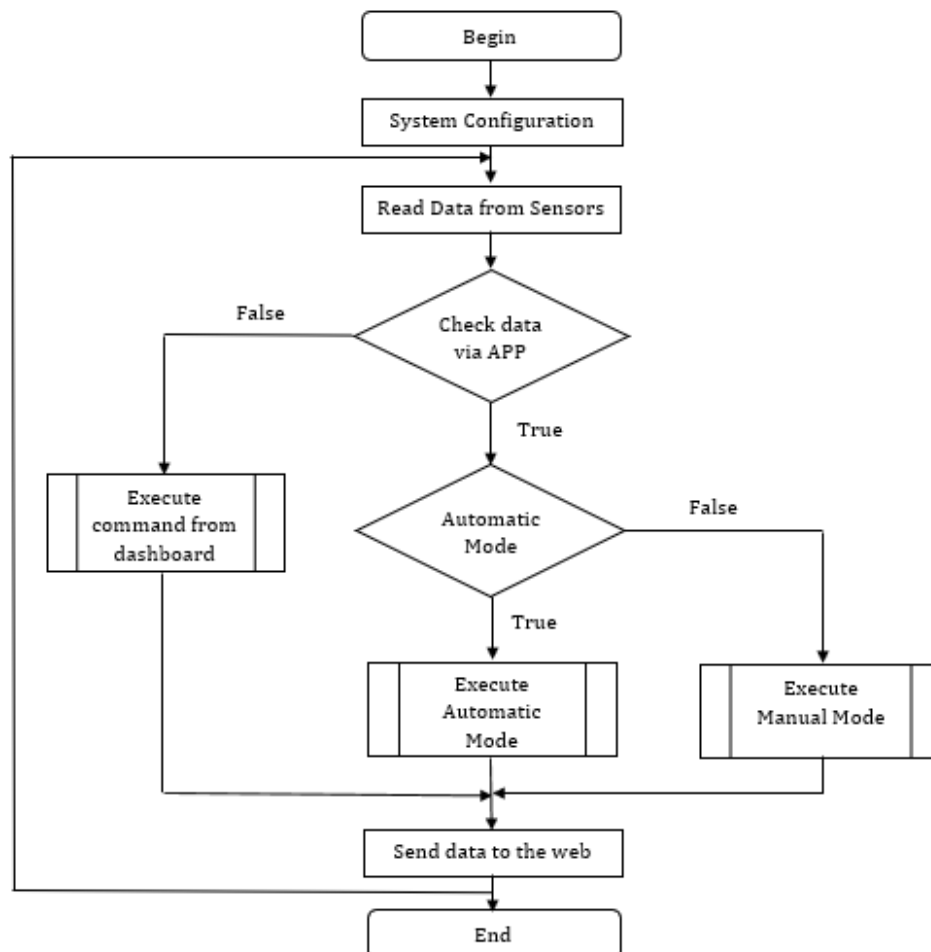 Begin
System Configuration
Read Data from Sensors
False
Check data
via APP
True
Execute
command from
dashboard
Automatic
Mode
False
True
Execute
Automatic
Mode
Execute
Manual Mode
Send data to the web
End